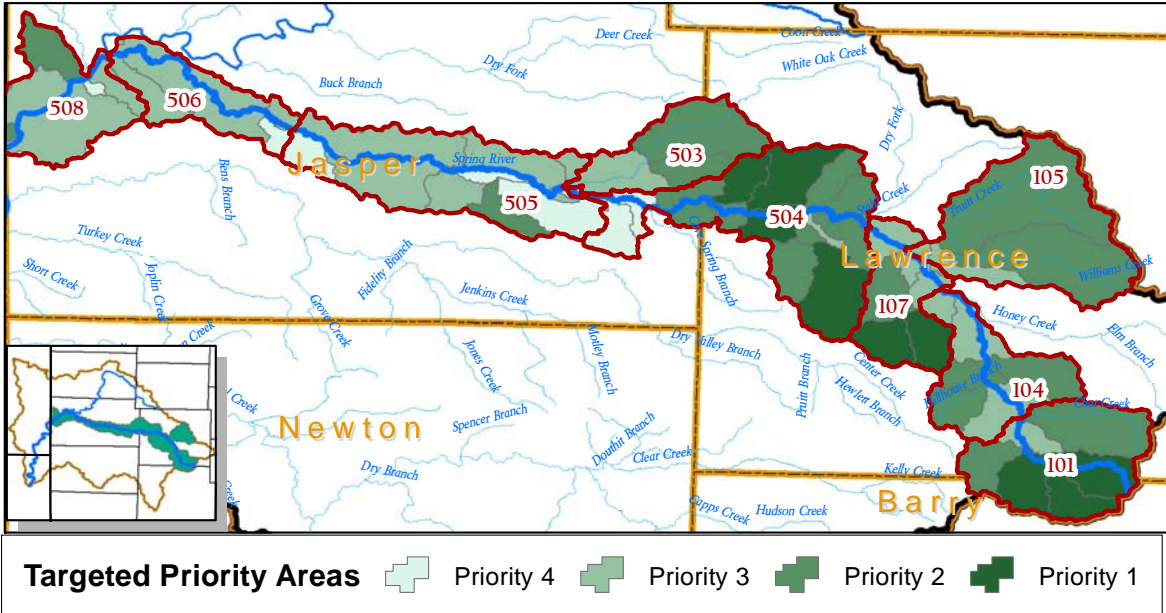 Deer Creek
Coon Creek
White Oak Creek
Dry Fork
Buck Branch
Dry Fork
508
506
Jasper
Spring River
503
105
Truitt Creek
505
504
Bens Branch
Lawrence
Williams Creek
Turkey Creek
Short Creek
Joplin Creek
Fidelity Branch
Jenkins Creek
107
Honey Creek
Elm Branch
Grove Creek
Jones Creek
Motley Branch
Dry Valley Branch
Pruitt Branch
Center Creek
Hewlett Branch
104
Newton
Spencer Branch
Douthit Branch
Clear Creek
Dry Branch
Kelly Creek
101
Barry
Capps Creek
Hudson Creek
Targeted Priority Areas
Priority 4
Priority 3
Priority 2
Priority 1